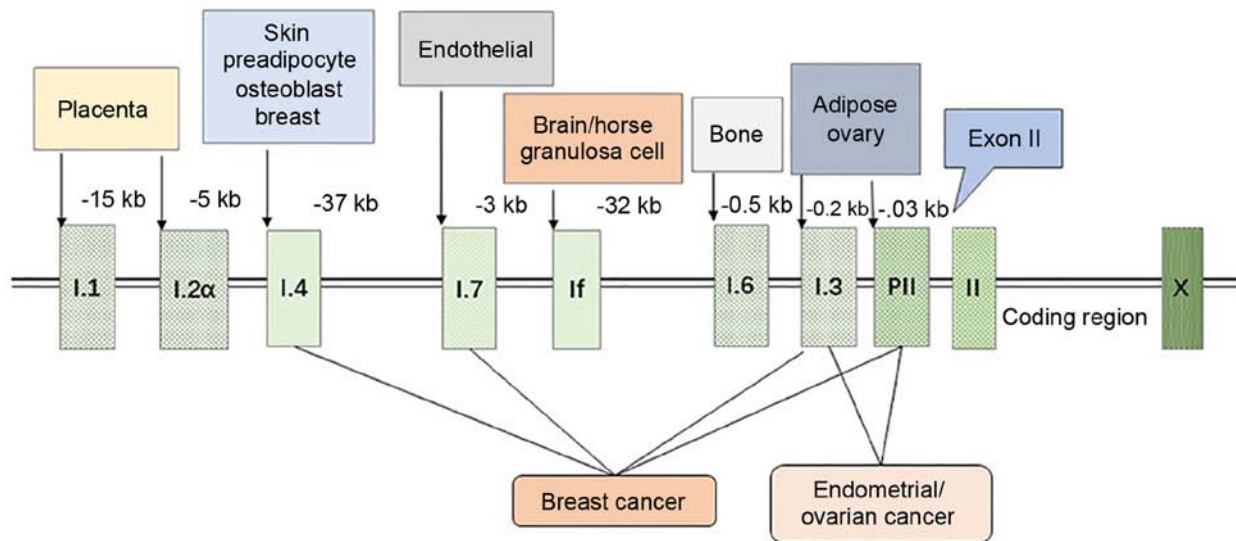 Placenta
Skin
preadipocyte
osteoblast
breast
Endothelial
Brain/horse
granulosa cell
Bone
Adipose
ovary
Exon II
-15 kb
-5 kb
-37 kb
-3 kb
-32 kb
-0.5 kb
-0.2 kb
-.03 kb
I.1
I.2α
I.4
I.7
If
I.6
I.3
PII
II
Coding region
X
Breast cancer
Endometrial/
ovarian cancer